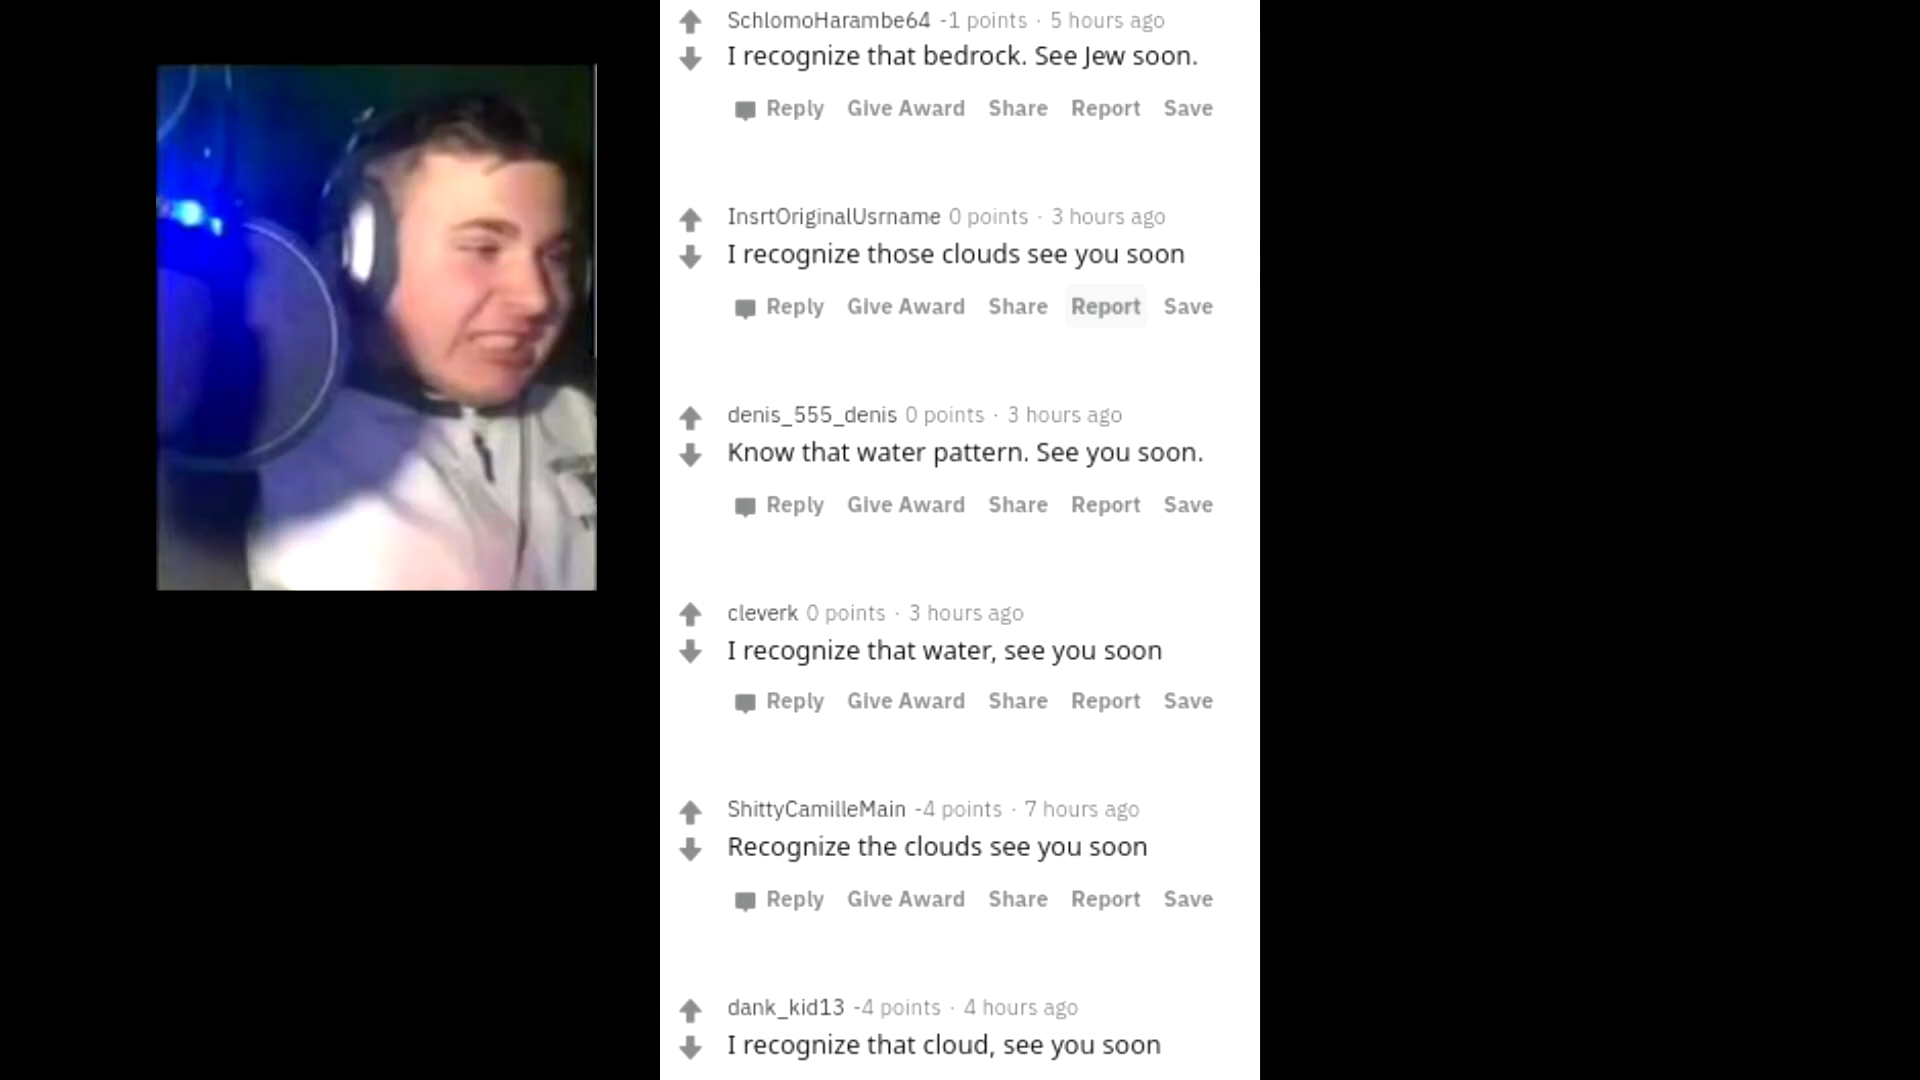 SchlomoHarambe64 -1 points · 5 hours ago
I recognize that bedrock. See Jew soon.
Reply Give Award Share Report Save
InsrtOriginalUsrname 0 points · 3 hours ago
I recognize those clouds see you soon
Reply Give Award Share Report Save
denis_555_denis 0 points · 3 hours ago
Know that water pattern. See you soon.
Reply Give Award Share Report Save
cleverk 0 points · 3 hours ago
I recognize that water, see you soon
Reply Give Award Share Report Save
ShittyCamilleMain -4 points · 7 hours ago
Recognize the clouds see you soon
Reply Give Award Share Report Save
dank_kid13 -4 points · 4 hours ago
I recognize that cloud, see you soon